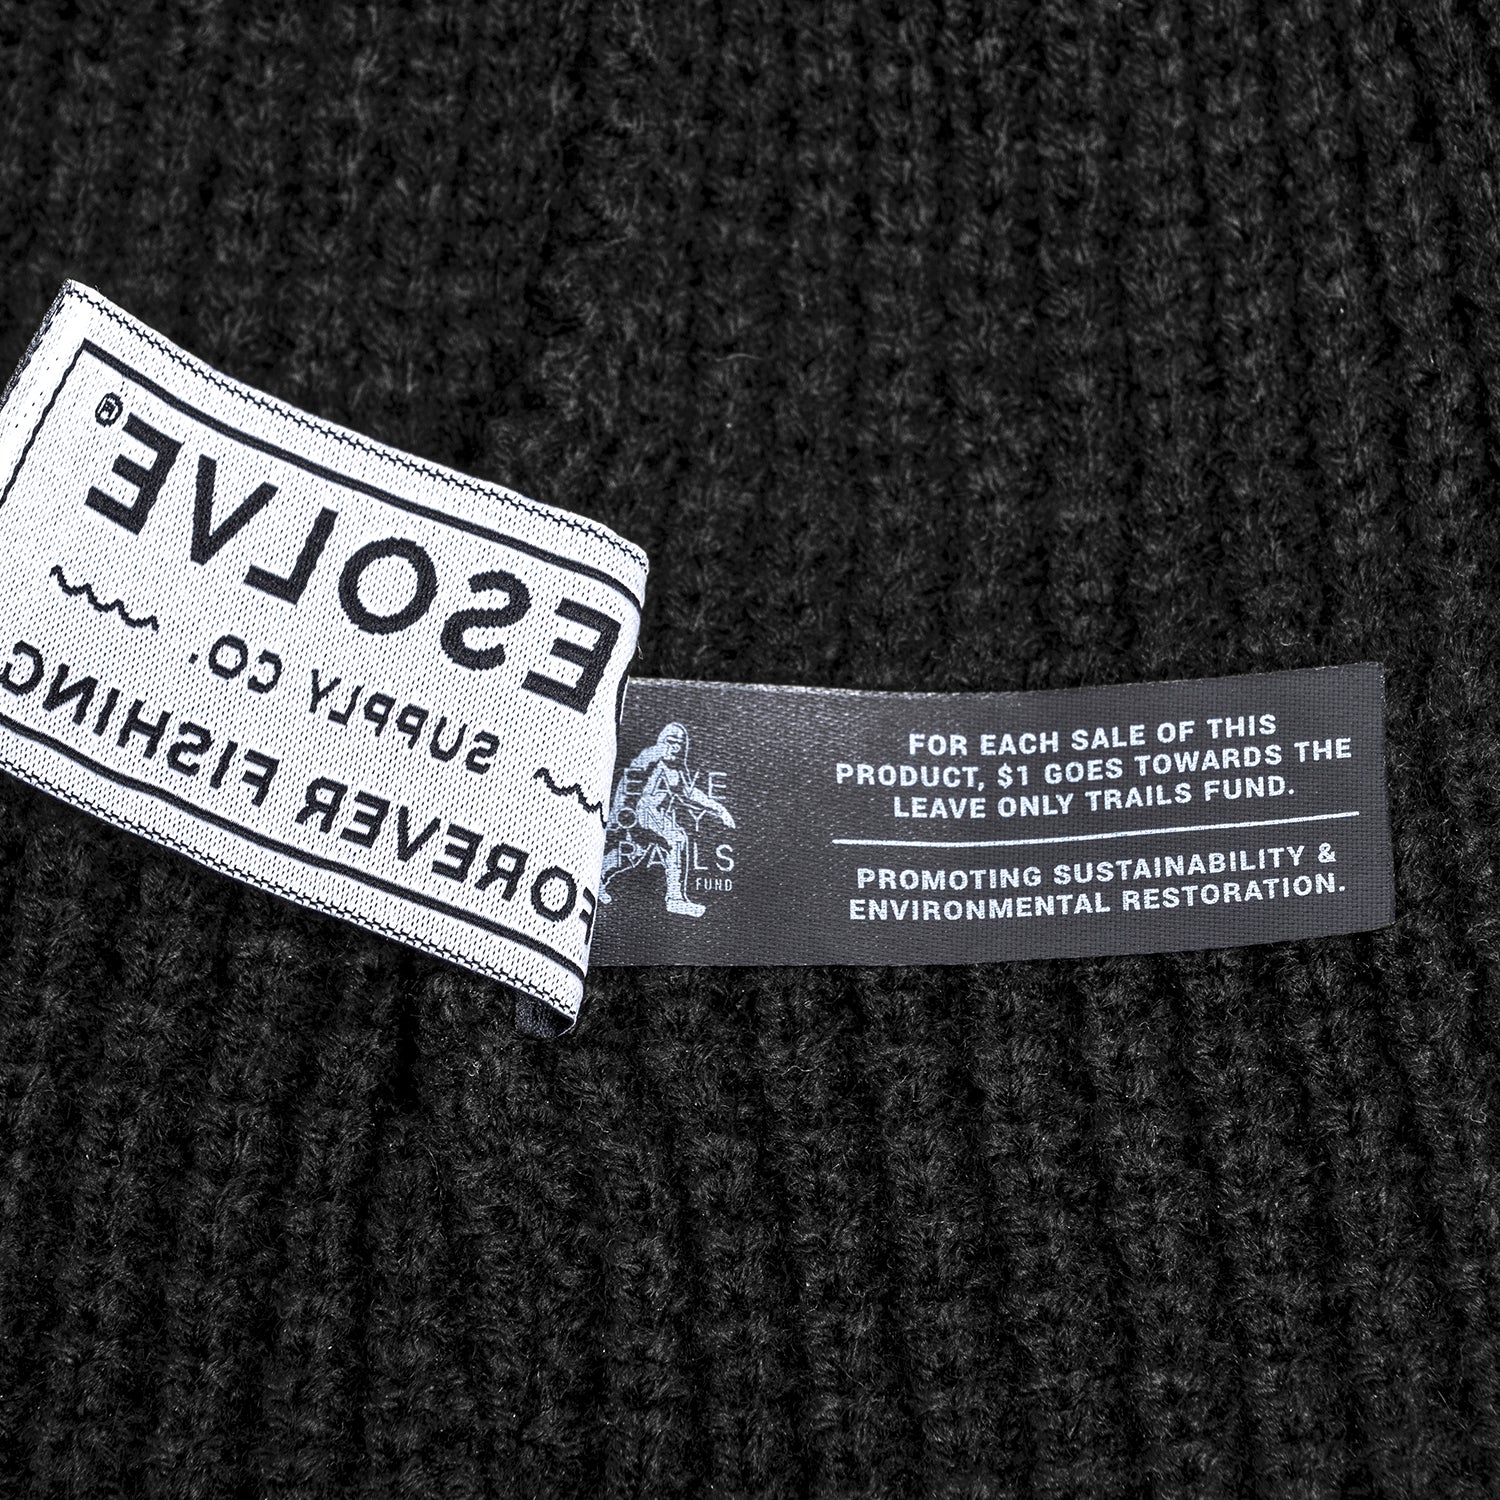 ESOLVE®
SUPPLY CO.
FOREVER FISHING
FOR EACH SALE OF THIS
PRODUCT, $1 GOES TOWARDS THE
LEAVE ONLY TRAILS FUND.
PROMOTING SUSTAINABILITY &
ENVIRONMENTAL RESTORATION.
EAVE
ONLY
TRAILS
FUND